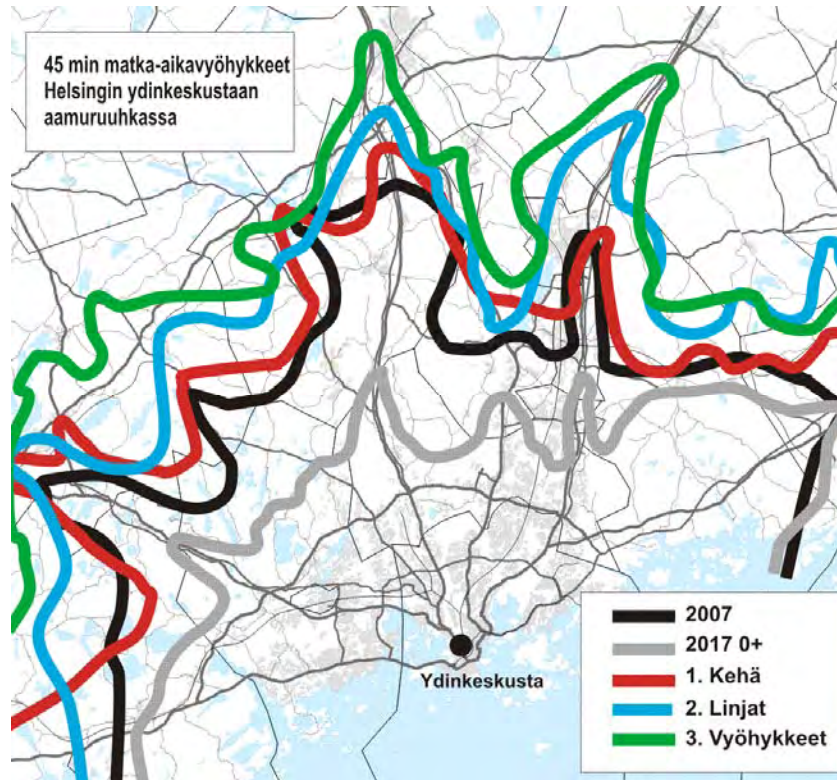 45 min matka-aikavyöhykkeet
Helsingin ydinkeskustaan
aamuruuhkassa
Ydinkeskusta
2007
2017 0+
1. Kehä
2. Linjat
3. Vyöhykkeet